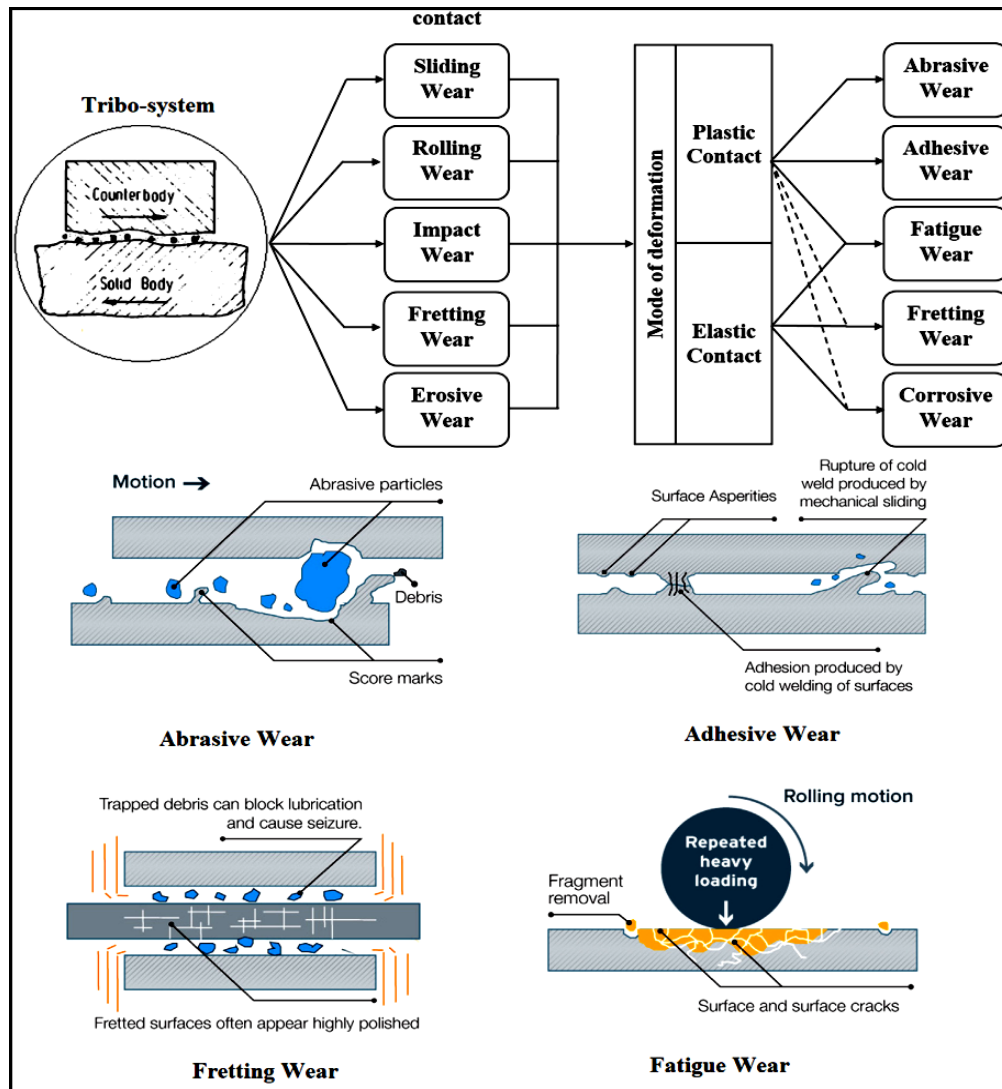 contact
Tribo-system
Counterbody
Solid Body
Sliding
Wear
Rolling
Wear
Impact
Wear
Fretting
Wear
Erosive
Wear
Mode of deformation
Plastic
Contact
Elastic
Contact
Abrasive
Wear
Adhesive
Wear
Fatigue
Wear
Fretting
Wear
Corrosive
Wear
Motion
Abrasive particles
Debris
Score marks
Abrasive Wear
Surface Asperities
Rupture of cold
weld produced by
mechanical sliding
Adhesion produced by
cold welding of surfaces
Adhesive Wear
Trapped debris can block lubrication
and cause seizure.
Fretted surfaces often appear highly polished
Fretting Wear
Rolling motion
Repeated
heavy
loading
Fragment
removal
Surface and surface cracks
Fatigue Wear